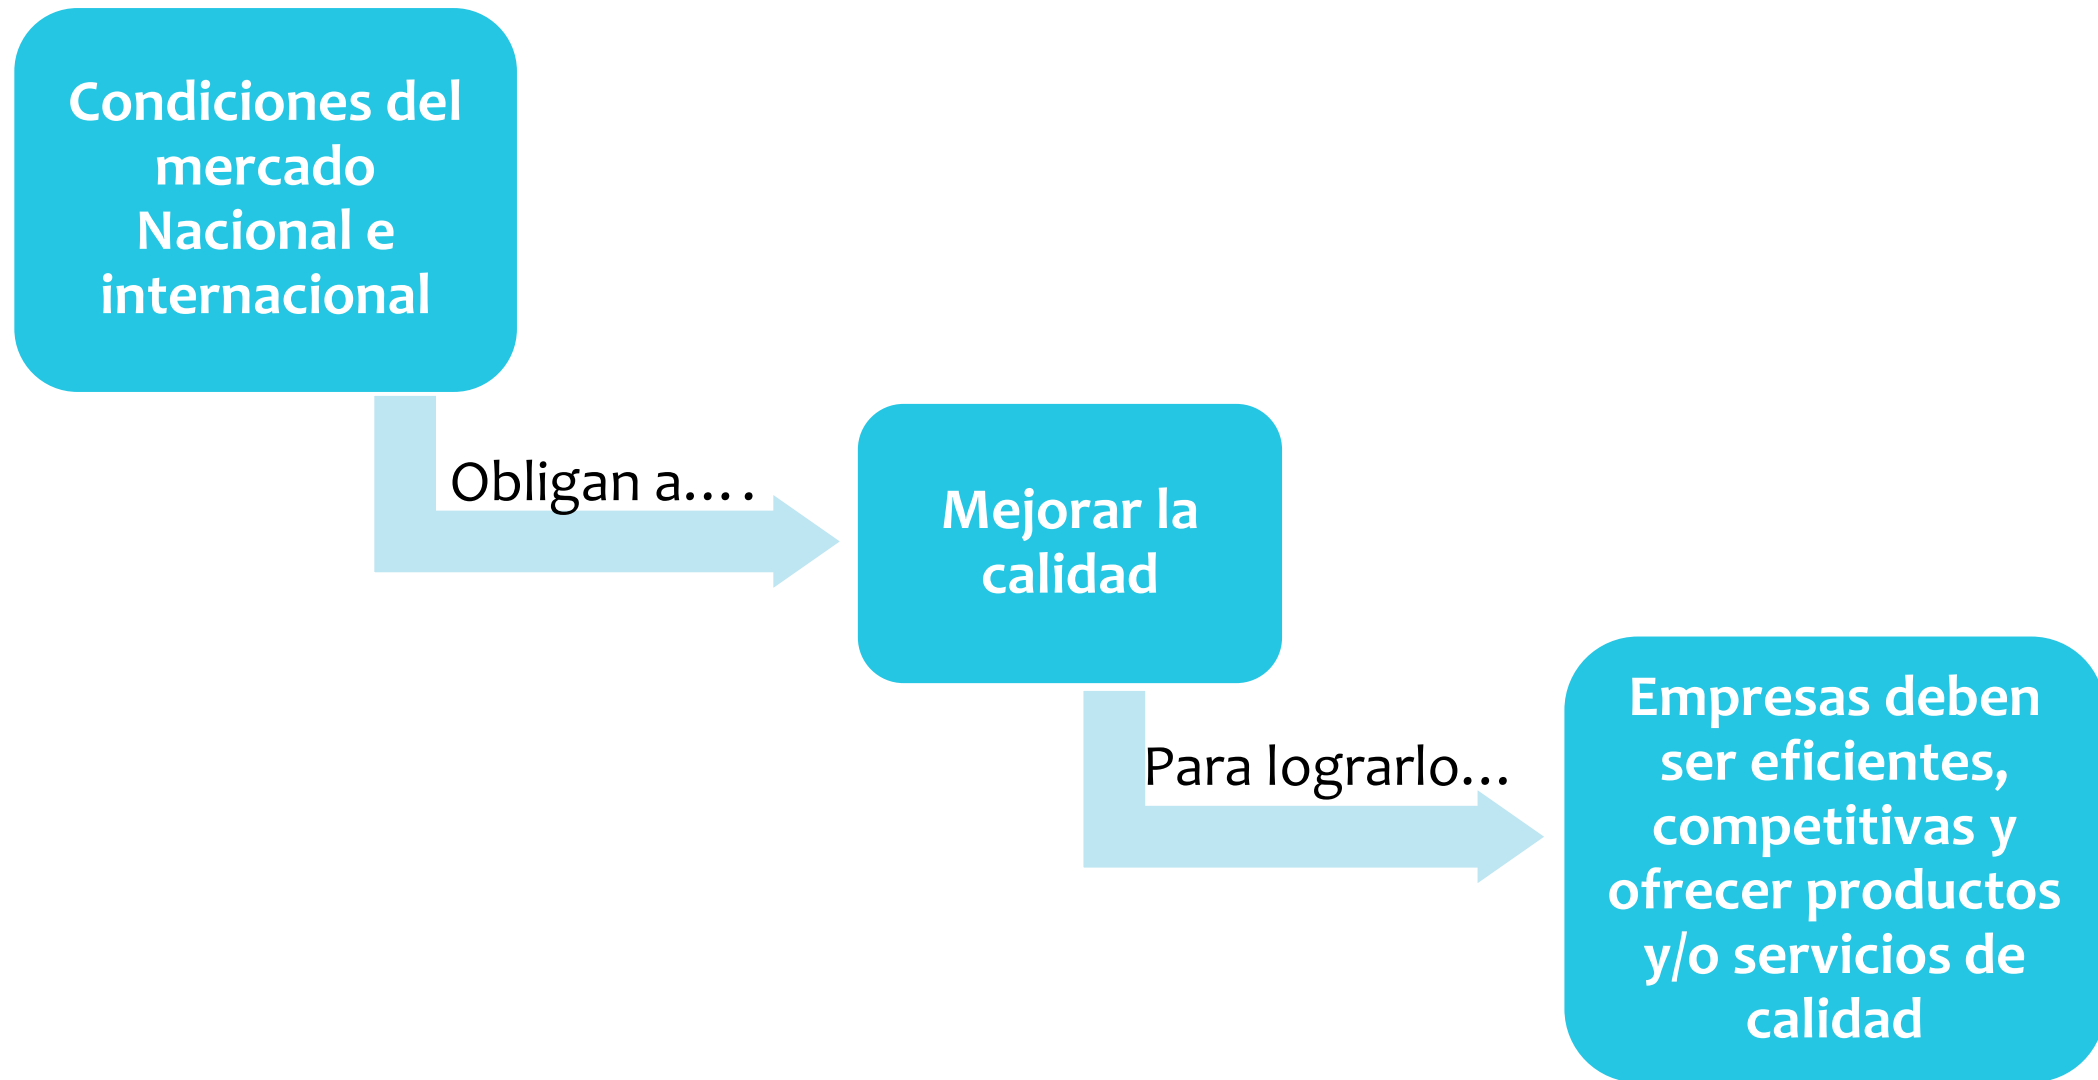 Condiciones del
mercado
Nacional e
internacional
Obligan a….
Mejorar la
calidad
Para lograrlo…
Empresas deben
ser eficientes,
competitivas y
ofrecer productos
y/o servicios de
calidad